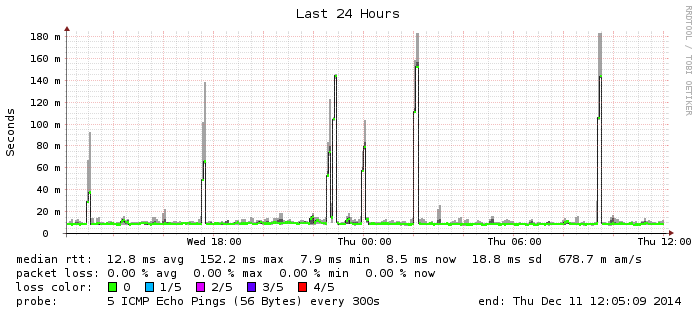 Last 24 Hours
RRDTOOL / TOBI OETIKER
Seconds
180 m
160 m
140 m
120 m
100 m
80 m
60 m
40 m
20 m
0
Wed 18:00 Thu 00:00 Thu 06:00 Thu 12:00
median rtt: 12.8 ms avg 152.2 ms max 7.9 ms min 8.5 ms now 18.8 ms sd 678.7 m am/s
packet loss: 0.00 % avg 0.00 % max 0.00 % min 0.00 % now
loss color: 0 1/5 2/5 3/5 4/5
probe: 5 ICMP Echo Pings (56 Bytes) every 300s end: Thu Dec 11 12:05:09 2014